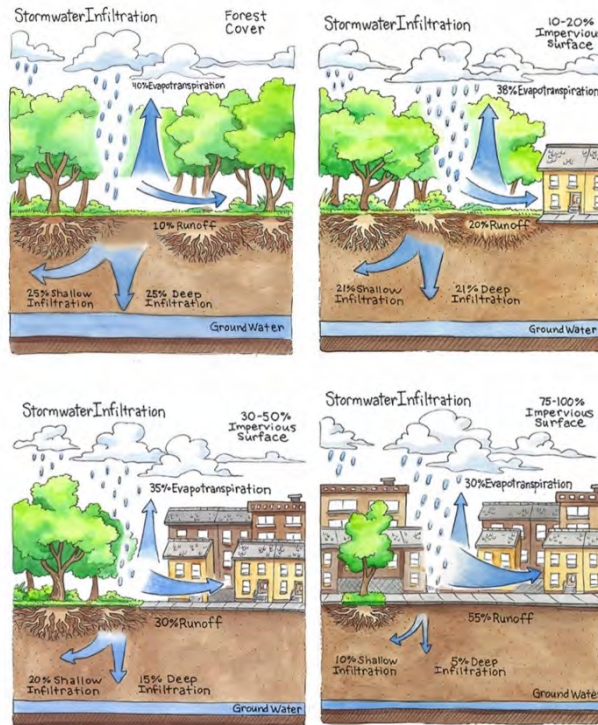 Stormwater Infiltration
Forest
Cover
40% Evapotranspiration
10% Runoff
25% Shallow
Infiltration
25% Deep
Infiltration
Ground Water
Stormwater Infiltration
10-20%
Impervious
Surface
38% Evapotranspiration
20% Runoff
21% Shallow
Infiltration
21% Deep
Infiltration
Ground Water
Stormwater Infiltration
30-50%
Impervious
Surface
35% Evapotranspiration
30% Runoff
20% Shallow
Infiltration
15% Deep
Infiltration
Ground Water
Stormwater Infiltration
75-100%
Impervious
Surface
30% Evapotranspiration
55% Runoff
10% Shallow
Infiltration
5% Deep
Infiltration
Ground Water